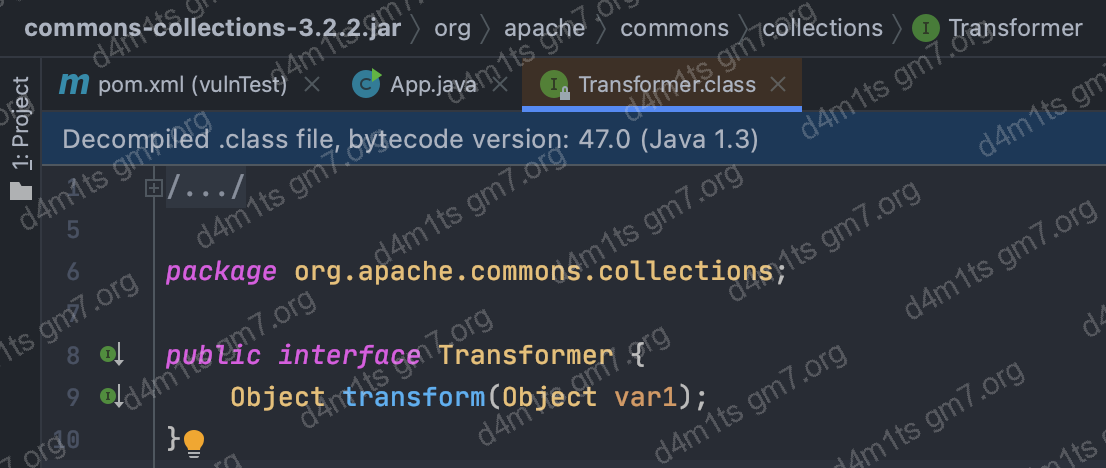 commons-collections-3.2.2.jar 〉 org 〉 apache 〉 commons 〉 collections 〉 I Transformer
m pom.xml (vulnTest) × C App.java × I Transformer.class ×
1: Project
Decompiled .class file, bytecode version: 47.0 (Java 1.3)
1 /.../
5
6 package org.apache.commons.collections;
7
8 public interface Transformer {
9 Object transform(Object var1);
10 }
d4m1ts gm7.org